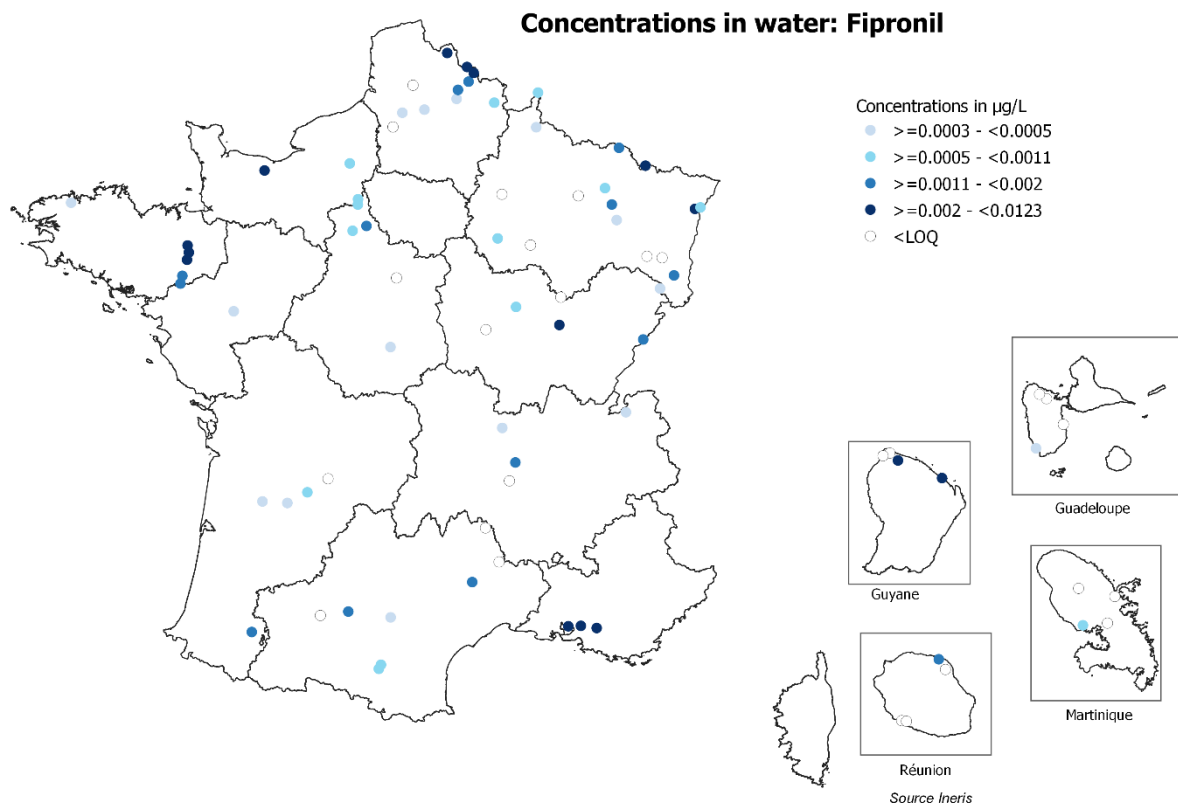 Concentrations in water: Fipronil
Concentrations in µg/L
>=0.0003 - <0.0005
>=0.0005 - <0.0011
>=0.0011 - <0.002
>=0.002 - <0.0123
<LOQ
Guadeloupe
Guyane
Martinique
Réunion
Source Ineris